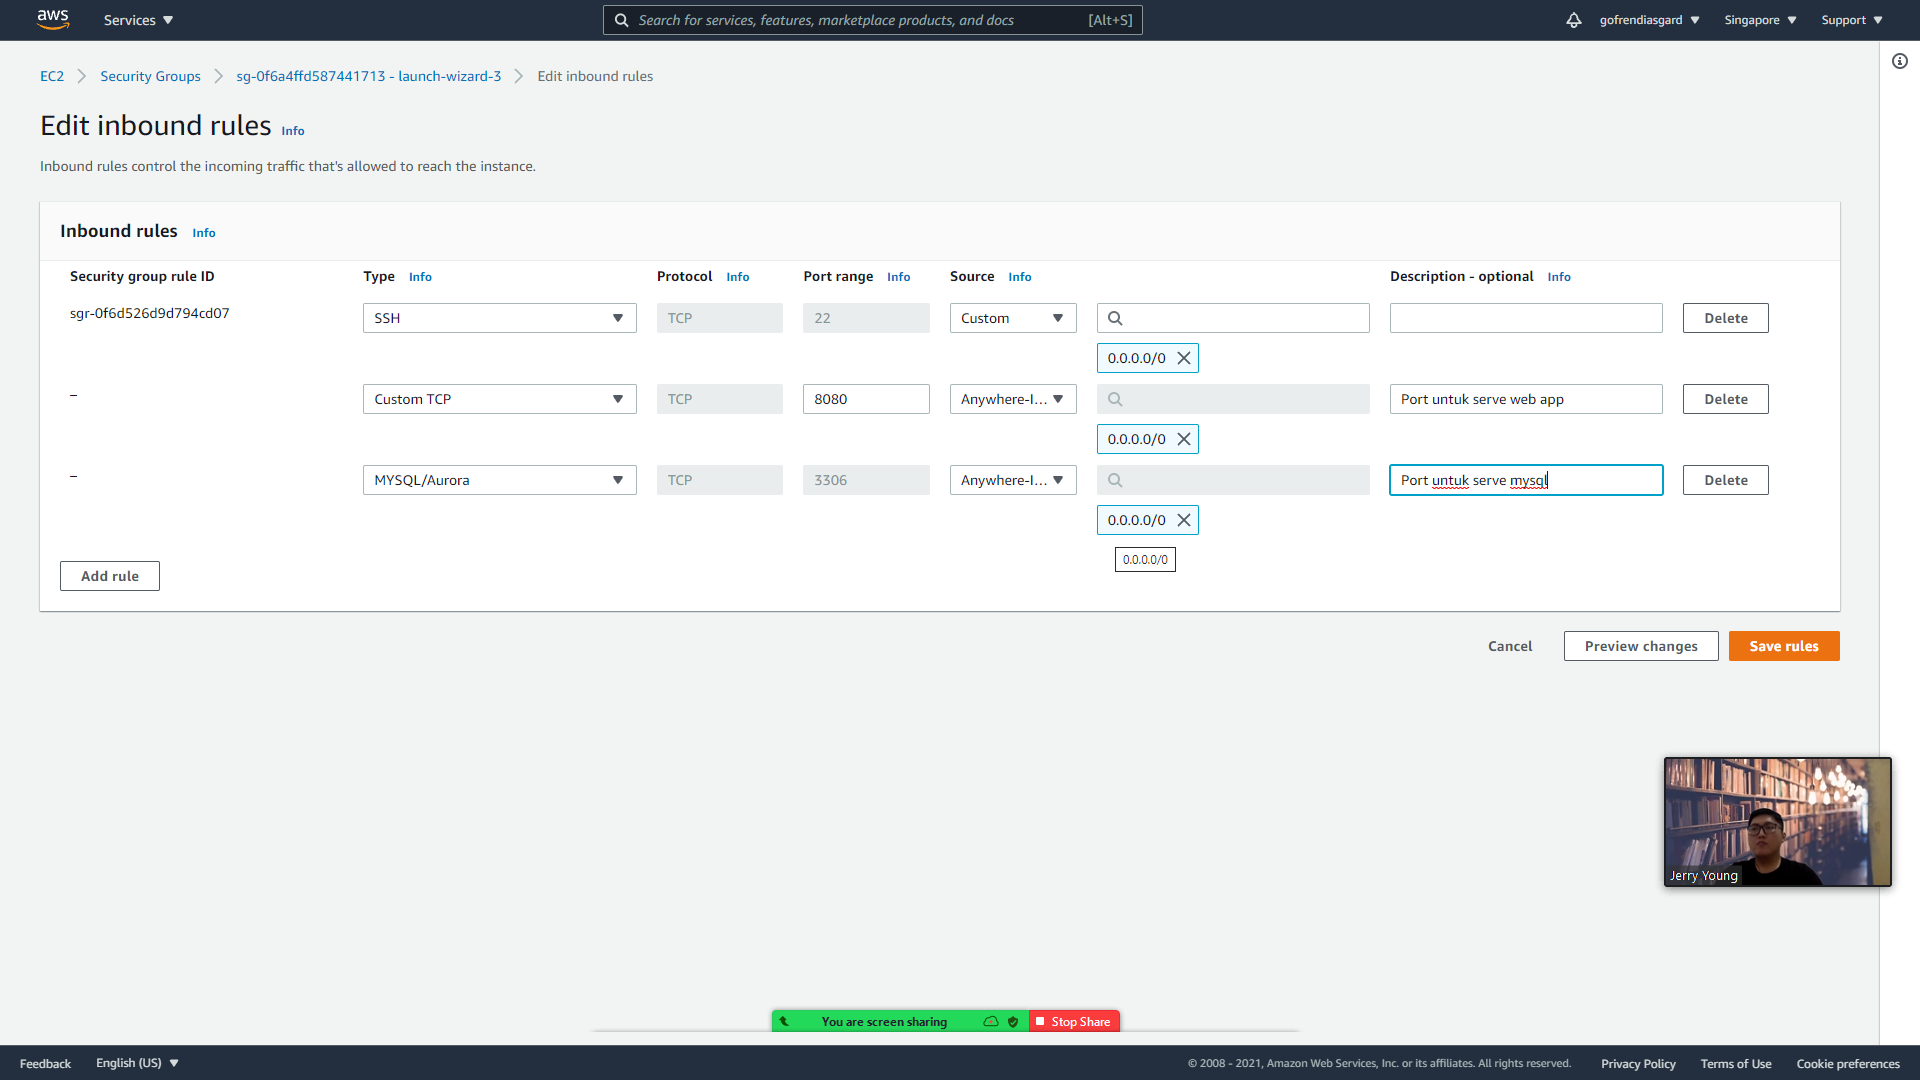 aws
Services
Search for services, features, marketplace products, and docs [Alt+S]
gofrendiasgard
Singapore
Support
EC2
Security Groups
sg-0f6a4ffd587441713 - launch-wizard-3
Edit inbound rules
Edit inbound rules Info
Inbound rules control the incoming traffic that's allowed to reach the instance.
Inbound rules Info
Security group rule ID
Type Info
Protocol Info
Port range Info
Source Info
Description - optional Info
sgr-0f6d526d9d794cd07
SSH
TCP
22
Custom
Delete
0.0.0.0/0
–
Custom TCP
TCP
8080
Anywhere-I...
Port untuk serve web app
Delete
0.0.0.0/0
–
MYSQL/Aurora
TCP
3306
Anywhere-I...
Port untuk serve mysql
Delete
0.0.0.0/0
0.0.0.0/0
Add rule
Cancel
Preview changes
Save rules
Jerry Young
You are screen sharing
Stop Share
Feedback
English (US)
© 2008 - 2021, Amazon Web Services, Inc. or its affiliates. All rights reserved.
Privacy Policy
Terms of Use
Cookie preferences